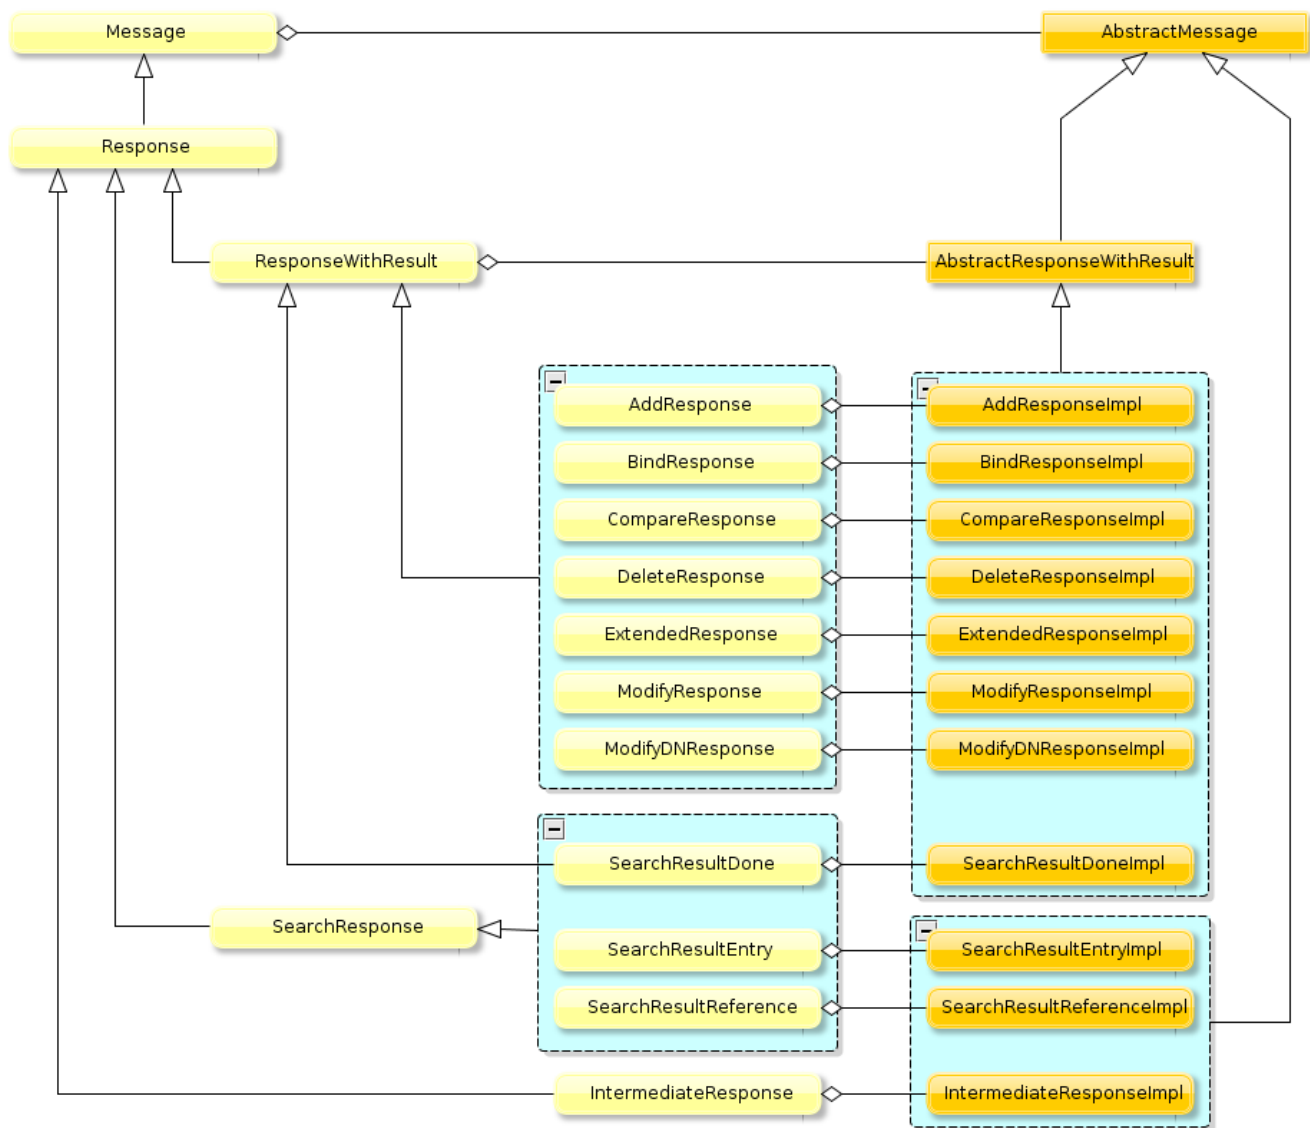 Message
AbstractMessage
Response
ResponseWithResult
AbstractResponseWithResult
AddResponse
AddResponseImpl
BindResponse
BindResponseImpl
CompareResponse
CompareResponseImpl
DeleteResponse
DeleteResponseImpl
ExtendedResponse
ExtendedResponseImpl
ModifyResponse
ModifyResponseImpl
ModifyDNResponse
ModifyDNResponseImpl
SearchResultDone
SearchResultDoneImpl
SearchResponse
SearchResultEntry
SearchResultEntryImpl
SearchResultReference
SearchResultReferenceImpl
IntermediateResponse
IntermediateResponseImpl